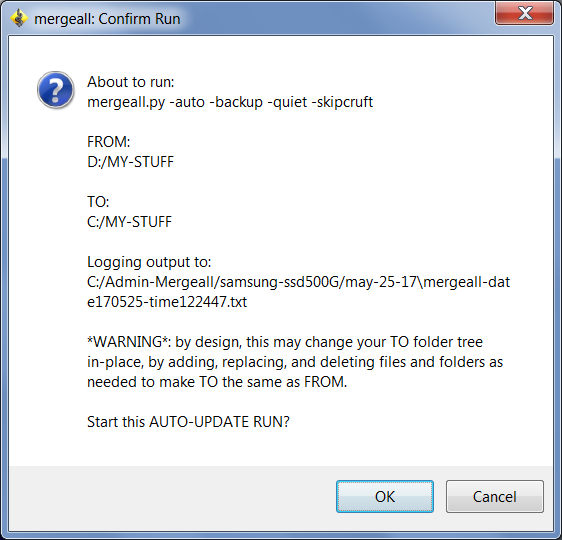 mergeall: Confirm Run
About to run:
mergeall.py -auto -backup -quiet -skipcruft
FROM:
D:/MY-STUFF
TO:
C:/MY-STUFF
Logging output to:
C:/Admin-Mergeall/samsung-ssd500G/may-25-17\mergeall-dat
e170525-time122447.txt
*WARNING*: by design, this may change your TO folder tree
in-place, by adding, replacing, and deleting files and folders as
needed to make TO the same as FROM.
Start this AUTO-UPDATE RUN?
OK
Cancel